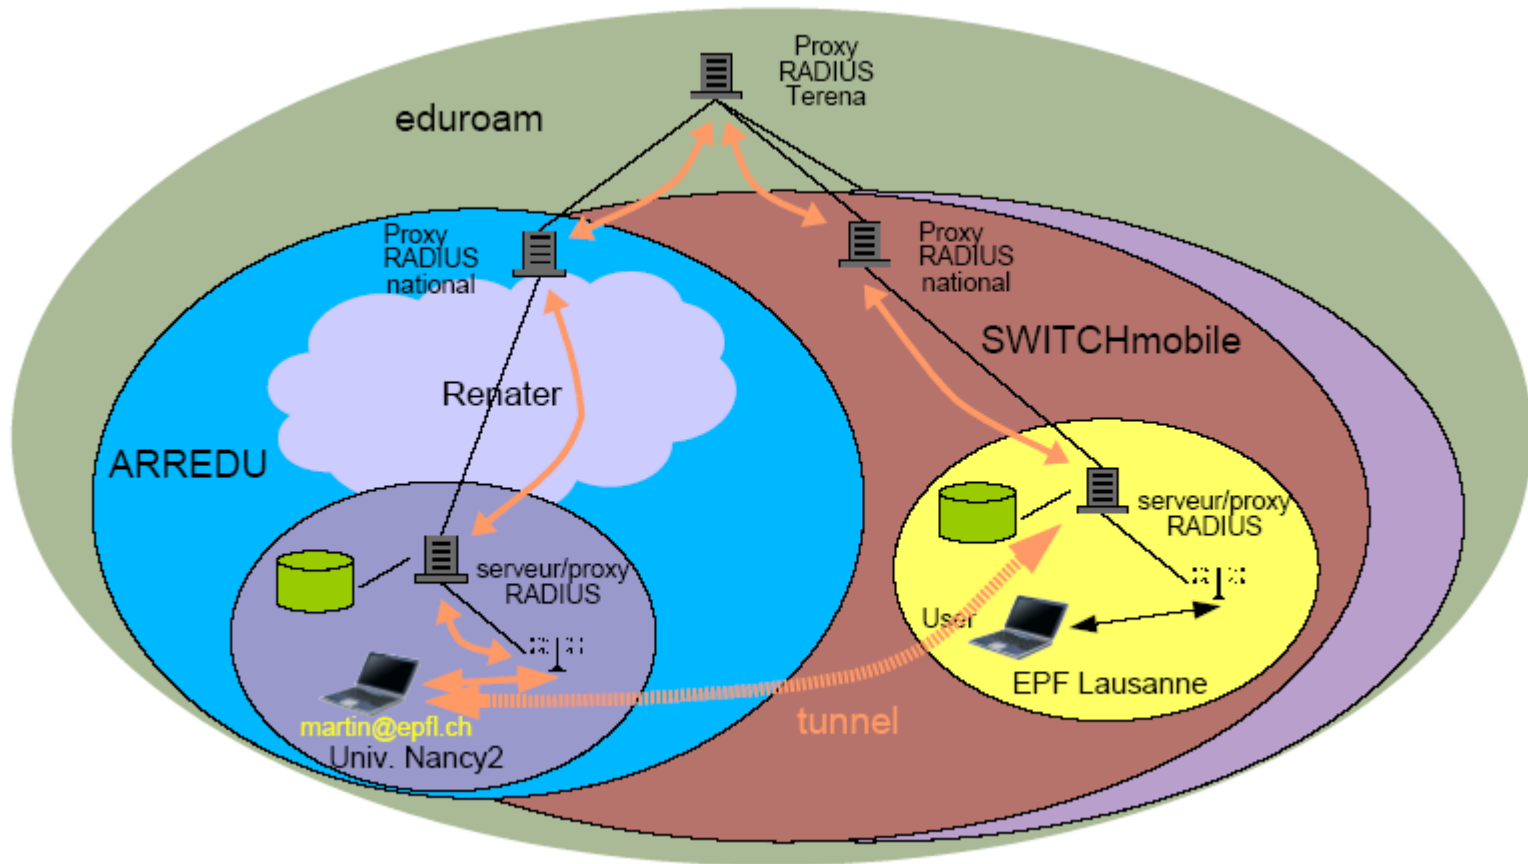 Proxy
RADIUS
Terena
eduroam
Proxy
RADIUS
national
Proxy
RADIUS
national
SWITCHmobile
Renater
ARREDU
serveur/proxy
RADIUS
serveur/proxy
RADIUS
User
EPF Lausanne
tunnel
martin@epfl.ch
Univ. Nancy2